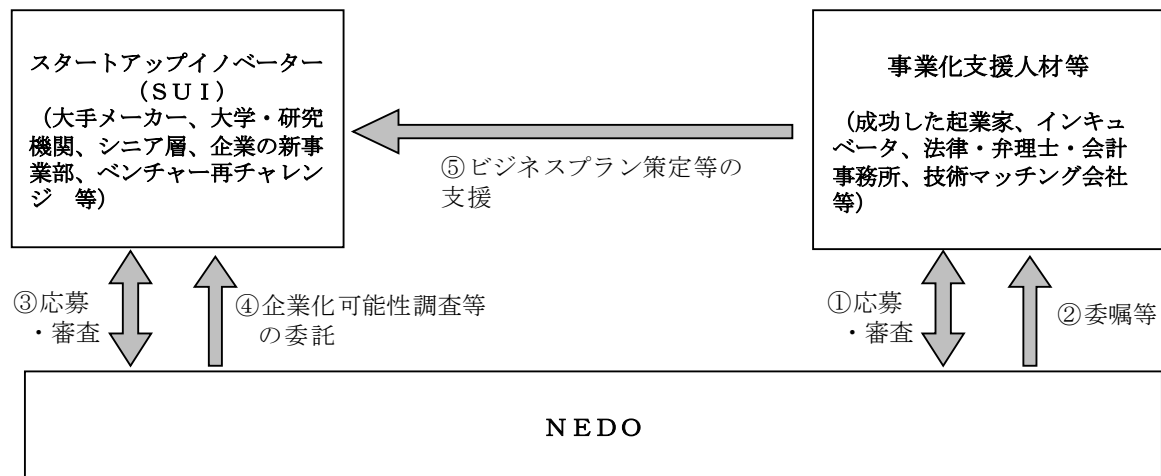 スタートアップイノベーター
(SUI)
(大手メーカー、大学・研究
機関、シニア層、企業の新事
業部、ベンチャー再チャレン
ジ 等)
事業化支援人材等
(成功した起業家、インキュ
ベータ、法律・弁理士・会計
事務所、技術マッチング会社
等)
⑤ビジネスプラン策定等の
支援
③応募
・審査
④企業化可能性調査等
の委託
①応募
・審査
②委嘱等
NEDO